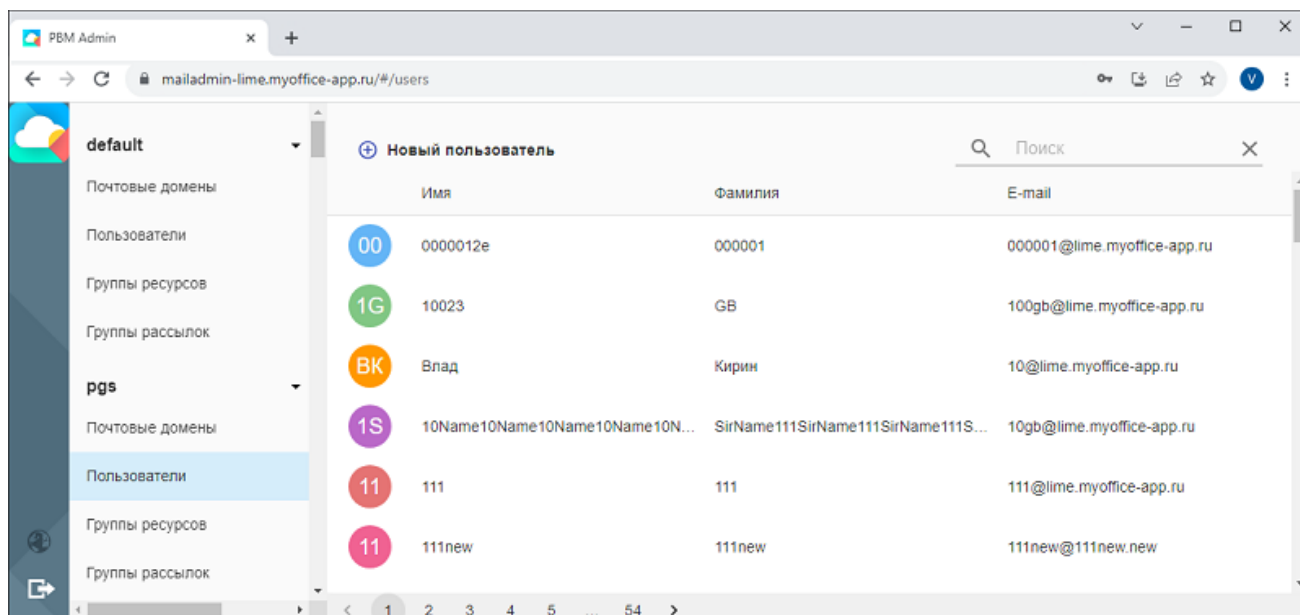 PBM Admin
mailadmin-lime.myoffice-app.ru/#/users
V
default
Почтовые домены
Пользователи
Группы ресурсов
Группы рассылок
pgs
Почтовые домены
Пользователи
Группы ресурсов
Группы рассылок
Новый пользователь
Поиск
Имя Фамилия E-mail
00 0000012e 000001 000001@lime.myoffice-app.ru
1G 10023 GB 100gb@lime.myoffice-app.ru
ВК Влад Кирин 10@lime.myoffice-app.ru
1S 10Name10Name10Name10Name10N... SirName111SirName111SirName111S... 10gb@lime.myoffice-app.ru
11 111 111 111@lime.myoffice-app.ru
11 111new 111new 111new@111new.new
1 2 3 4 5 ... 54